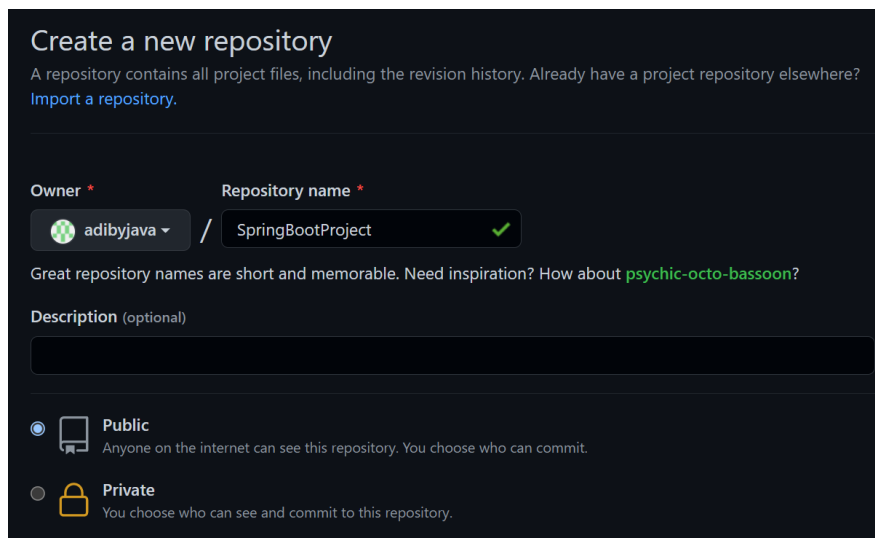 Create a new repository
A repository contains all project files, including the revision history. Already have a project repository elsewhere?
Import a repository.
Owner *
Repository name *
adibyjava / SpringBootProject
Great repository names are short and memorable. Need inspiration? How about psychic-octo-bassoon?
Description (optional)
Public
Anyone on the internet can see this repository. You choose who can commit.
Private
You choose who can see and commit to this repository.